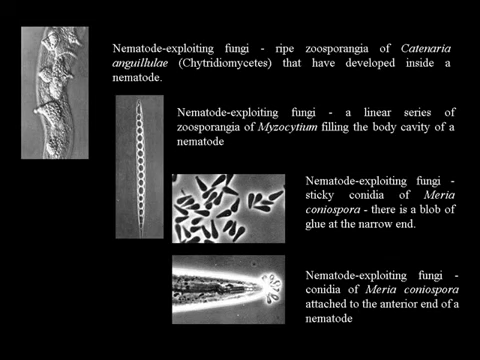 Nematode-exploiting fungi - ripe zoosporangia of Catenaria
anguillulae (Chytridiomycetes) that have developed inside a
nematode.
Nematode-exploiting fungi - a linear series of
zoosporangia of Myzocytium filling the body cavity of a
nematode
Nematode-exploiting fungi -
sticky conidia of Meria
coniospora - there is a blob of
glue at the narrow end.
Nematode-exploiting fungi -
conidia of Meria coniospora
attached to the anterior end of a
nematode